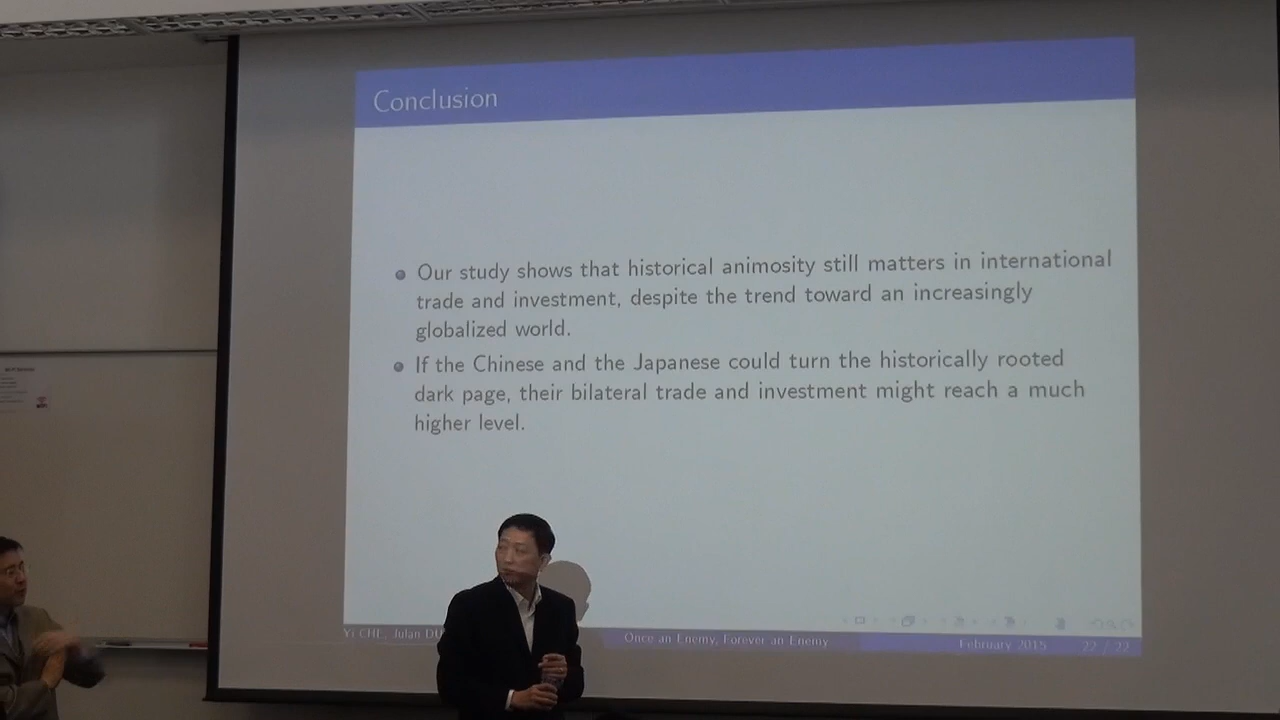 Conclusion
Our study shows that historical animosity still matters in international
trade and investment, despite the trend toward an increasingly
globalized world.
If the Chinese and the Japanese could turn the historically rooted
dark page, their bilateral trade and investment might reach a much
higher level.
Yi CHE, Julan DU
Once an Enemy, Forever an Enemy
February 2015
22 / 22